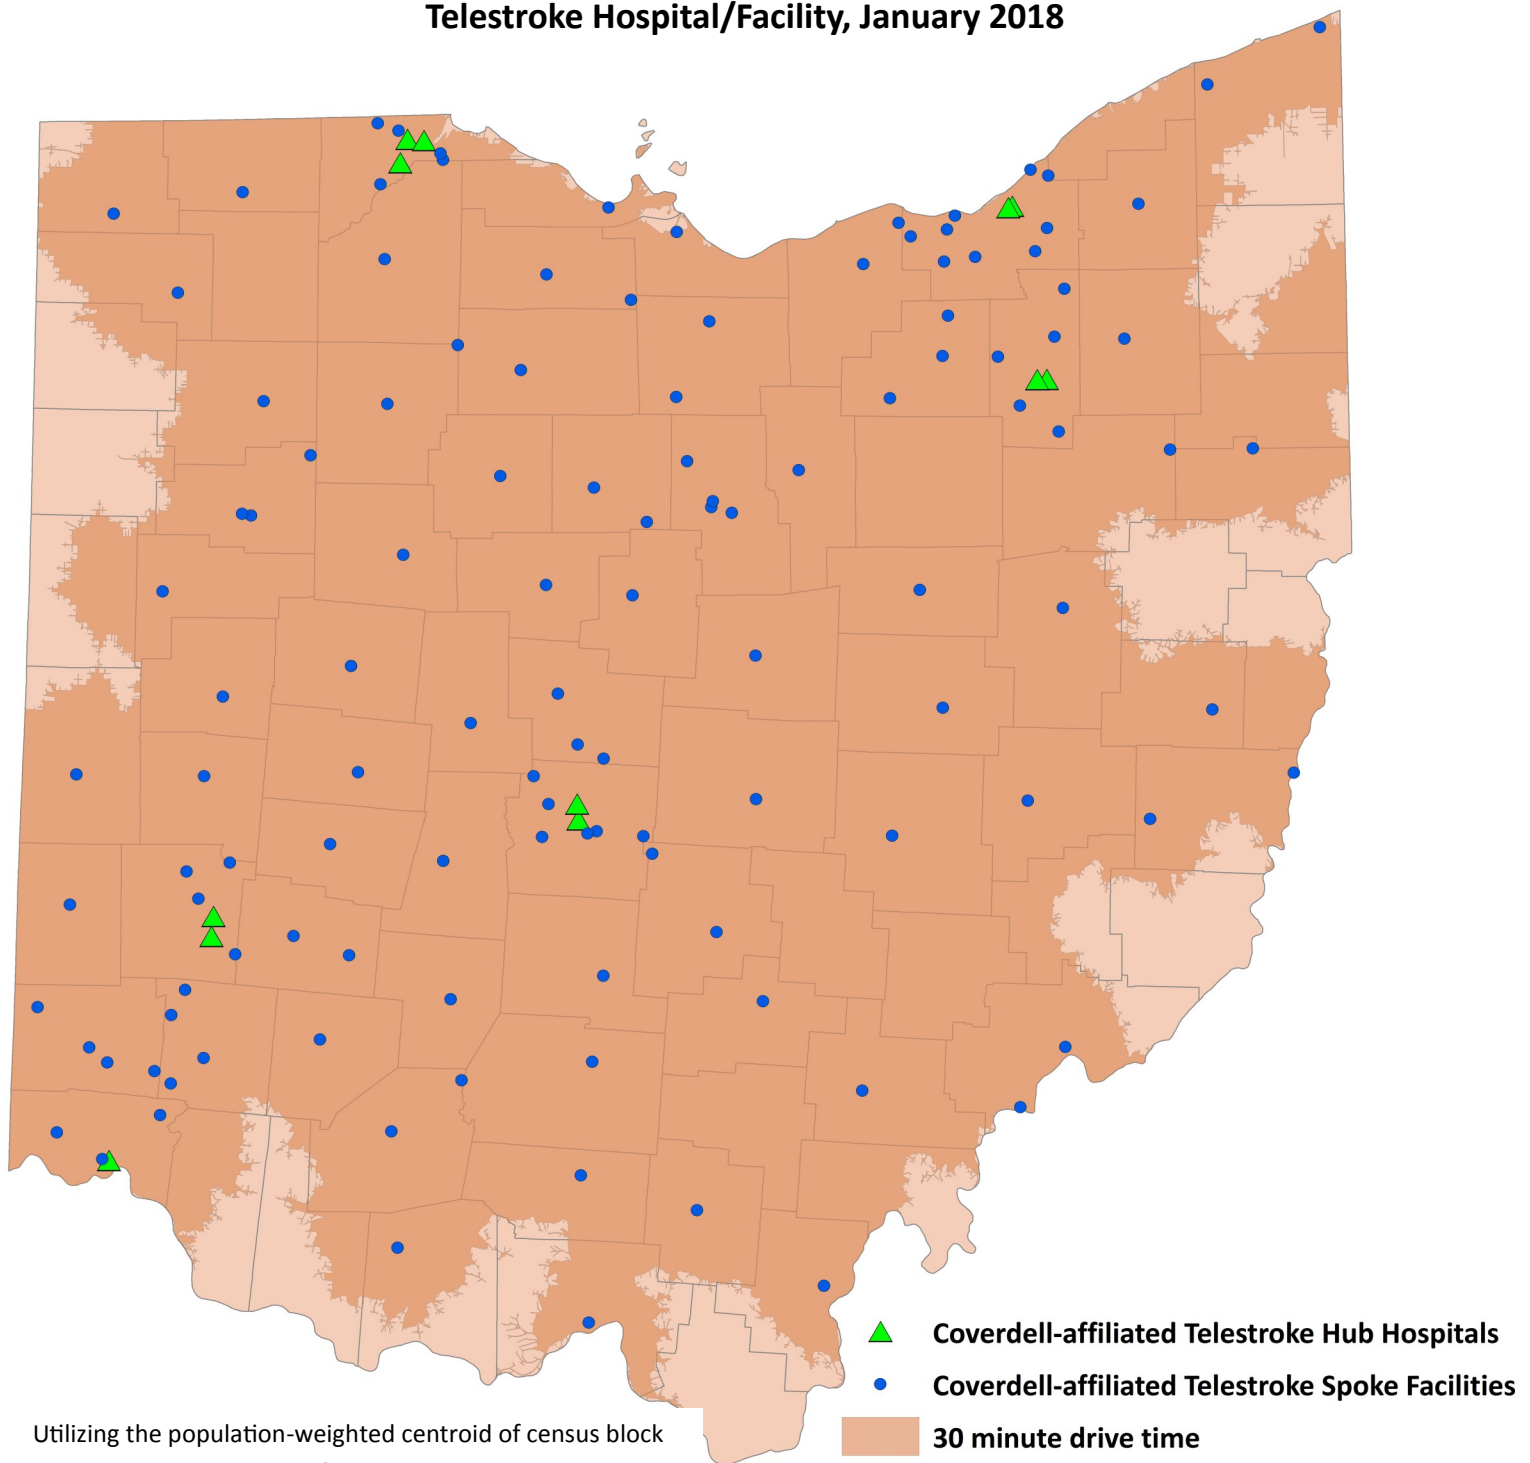 Telestroke Hospital/Facility, January 2018
Coverdell-affiliated Telestroke Hub Hospitals
Coverdell-affiliated Telestroke Spoke Facilities
Utilizing the population-weighted centroid of census block
30 minute drive time